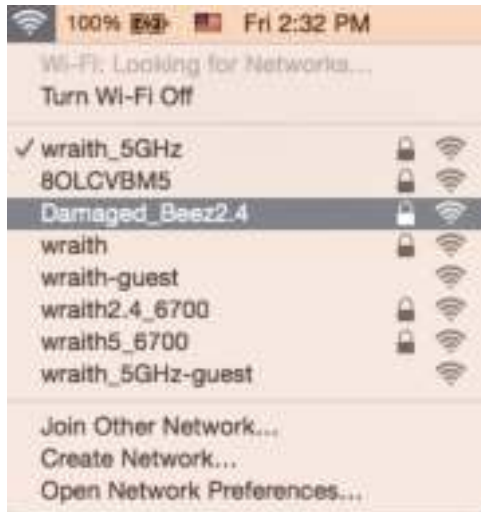 100% Fri 2:32 PM
Wi-Fi: Looking for Networks...
Turn Wi-Fi Off
✓ wraith_5GHz
8OLCVBM5
Damaged_Beez2.4
wraith
wraith-guest
wraith2.4_6700
wraith5_6700
wraith_5GHz-guest
Join Other Network...
Create Network...
Open Network Preferences...